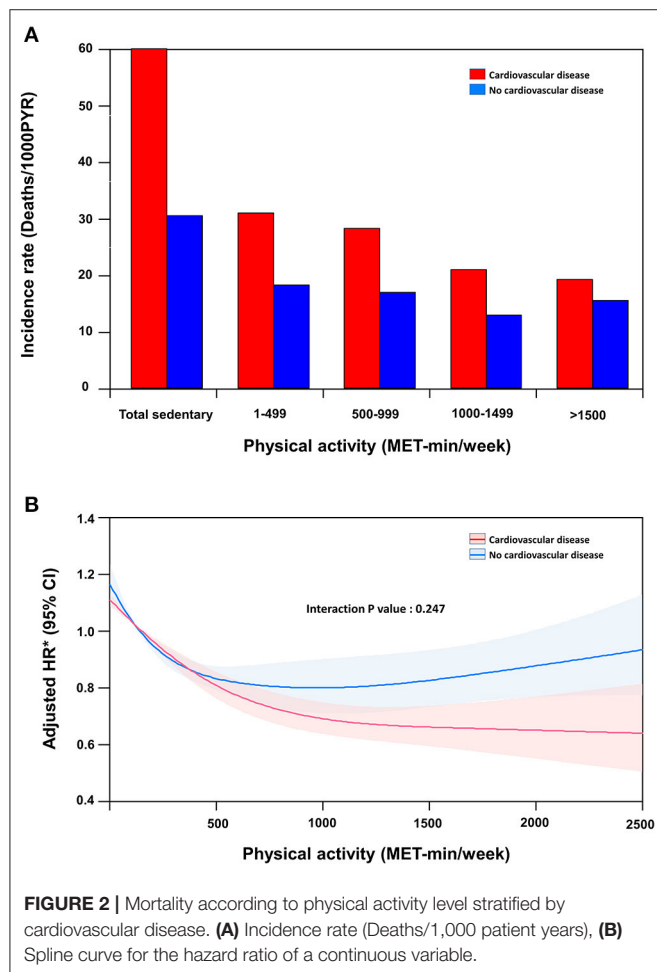 A
Incidence rate (Deaths/1000PYR)
60
50
40
30
20
10
0
Cardiovascular disease
No cardiovascular disease
Total sedentary 1-499 500-999 1000-1499 >1500
Physical activity (MET-min/week)
B
Adjusted HR* (95% CI)
1.4
1.2
1.0
0.8
0.6
0.4
Cardiovascular disease
No cardiovascular disease
Interaction P value : 0.247
500 1000 1500 2000 2500
Physical activity (MET-min/week)
FIGURE 2 | Mortality according to physical activity level stratified by
cardiovascular disease. (A) Incidence rate (Deaths/1,000 patient years), (B)
Spline curve for the hazard ratio of a continuous variable.